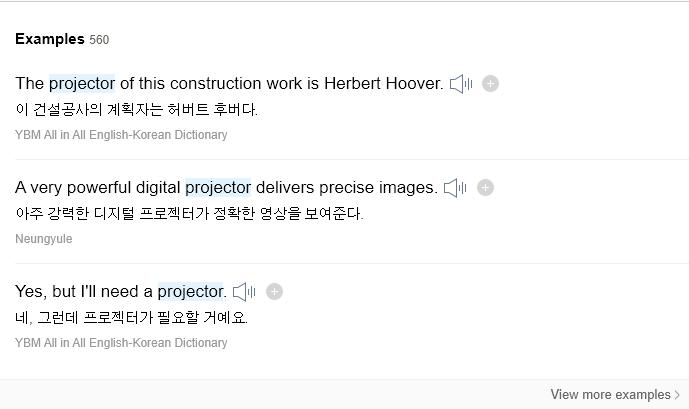 Examples 560
The projector of this construction work is Herbert Hoover.
이 건설공사의 계획자는 허버트 후버다.
YBM All in All English-Korean Dictionary
A very powerful digital projector delivers precise images.
아주 강력한 디지털 프로젝터가 정확한 영상을 보여준다.
Neungyule
Yes, but I'll need a projector.
네, 그런데 프로젝터가 필요할 거예요.
YBM All in All English-Korean Dictionary
View more examples >